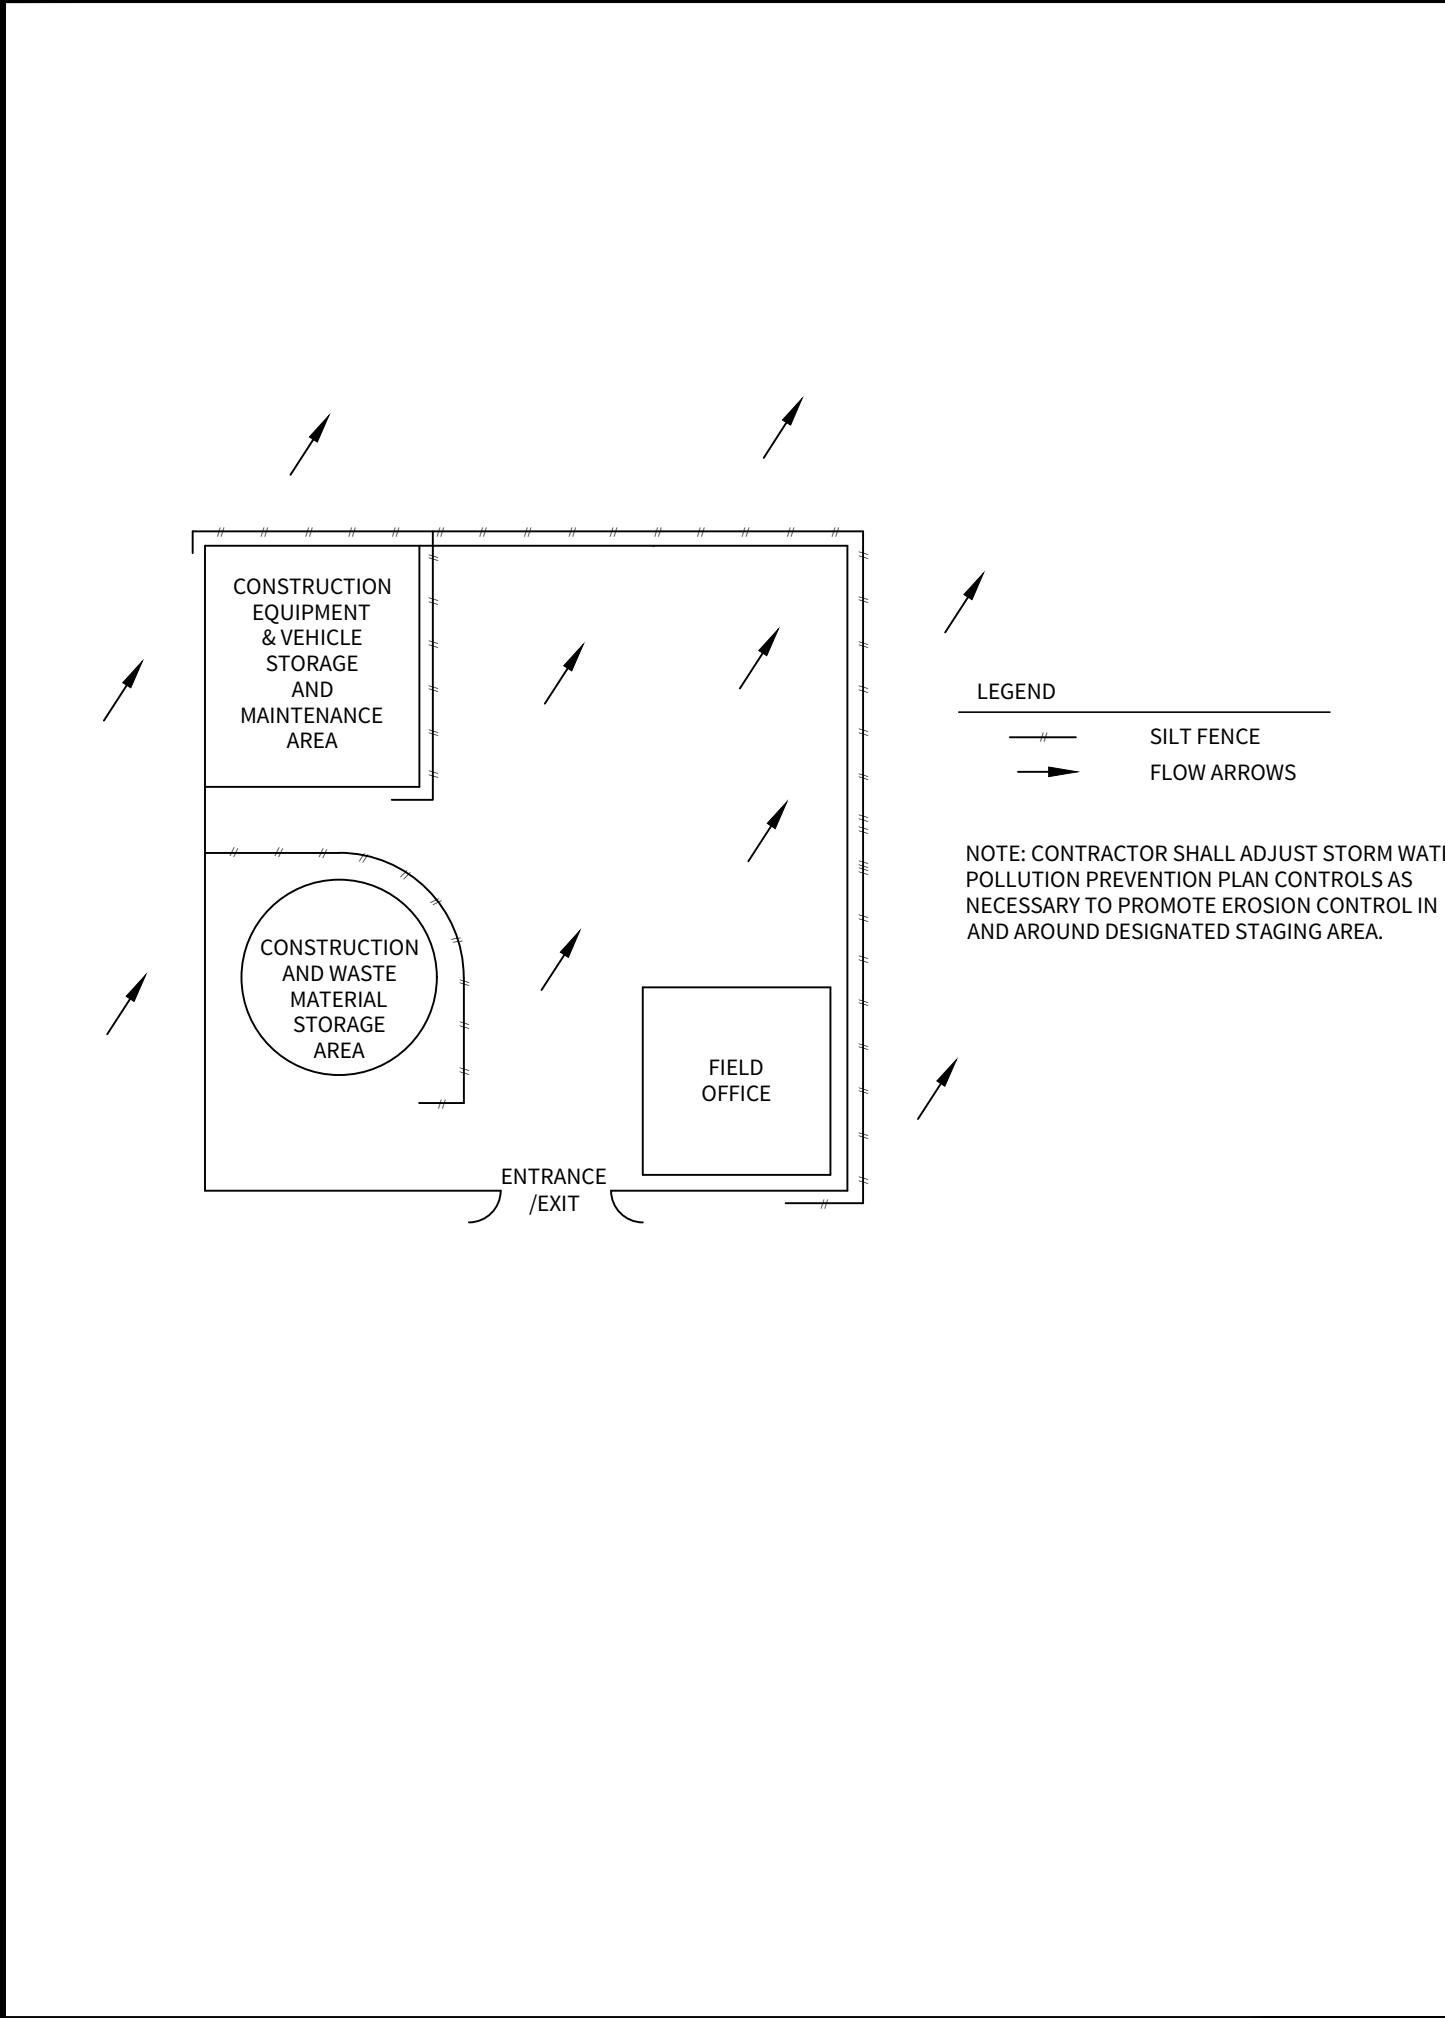 CONSTRUCTION
EQUIPMENT
& VEHICLE
STORAGE
AND
MAINTENANCE
AREA
CONSTRUCTION
AND WASTE
MATERIAL
STORAGE
AREA
FIELD
OFFICE
ENTRANCE
/EXIT
LEGEND
SILT FENCE
FLOW ARROWS
NOTE: CONTRACTOR SHALL ADJUST STORM
POLLUTION PREVENTION PLAN CONTROLS AS
NECESSARY TO PROMOTE EROSION CONTROL IN
AND AROUND DESIGNATED STAGING AREA.